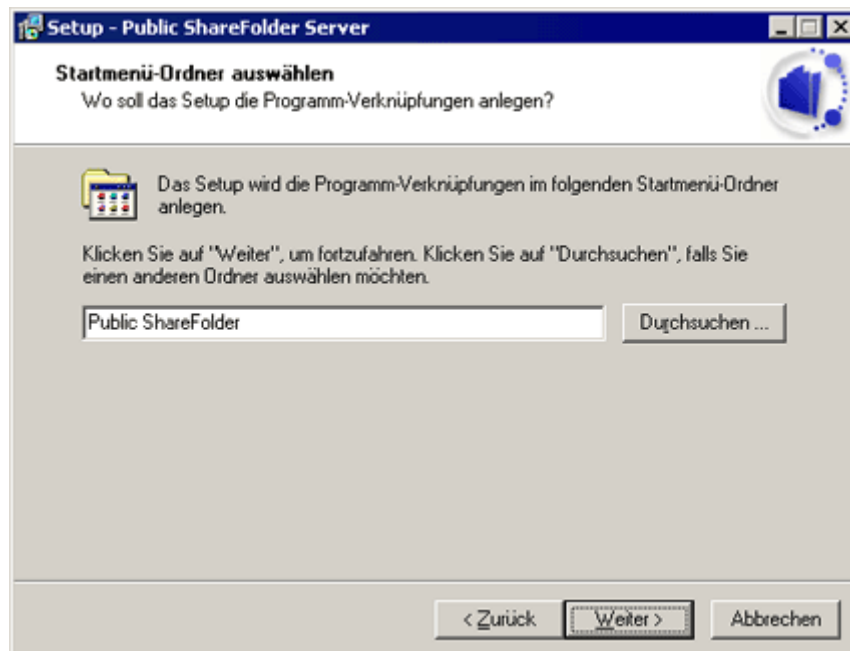 Setup - Public ShareFolder Server
Startmenü-Ordner auswählen
Wo soll das Setup die Programm-Verknüpfungen anlegen?
Das Setup wird die Programm-Verknüpfungen im folgenden Startmenü-Ordner
anlegen.
Klicken Sie auf "Weiter", um fortzufahren. Klicken Sie auf "Durchsuchen", falls Sie
einen anderen Ordner auswählen möchten.
Public ShareFolder
Durchsuchen ...
< Zurück
Weiter >
Abbrechen